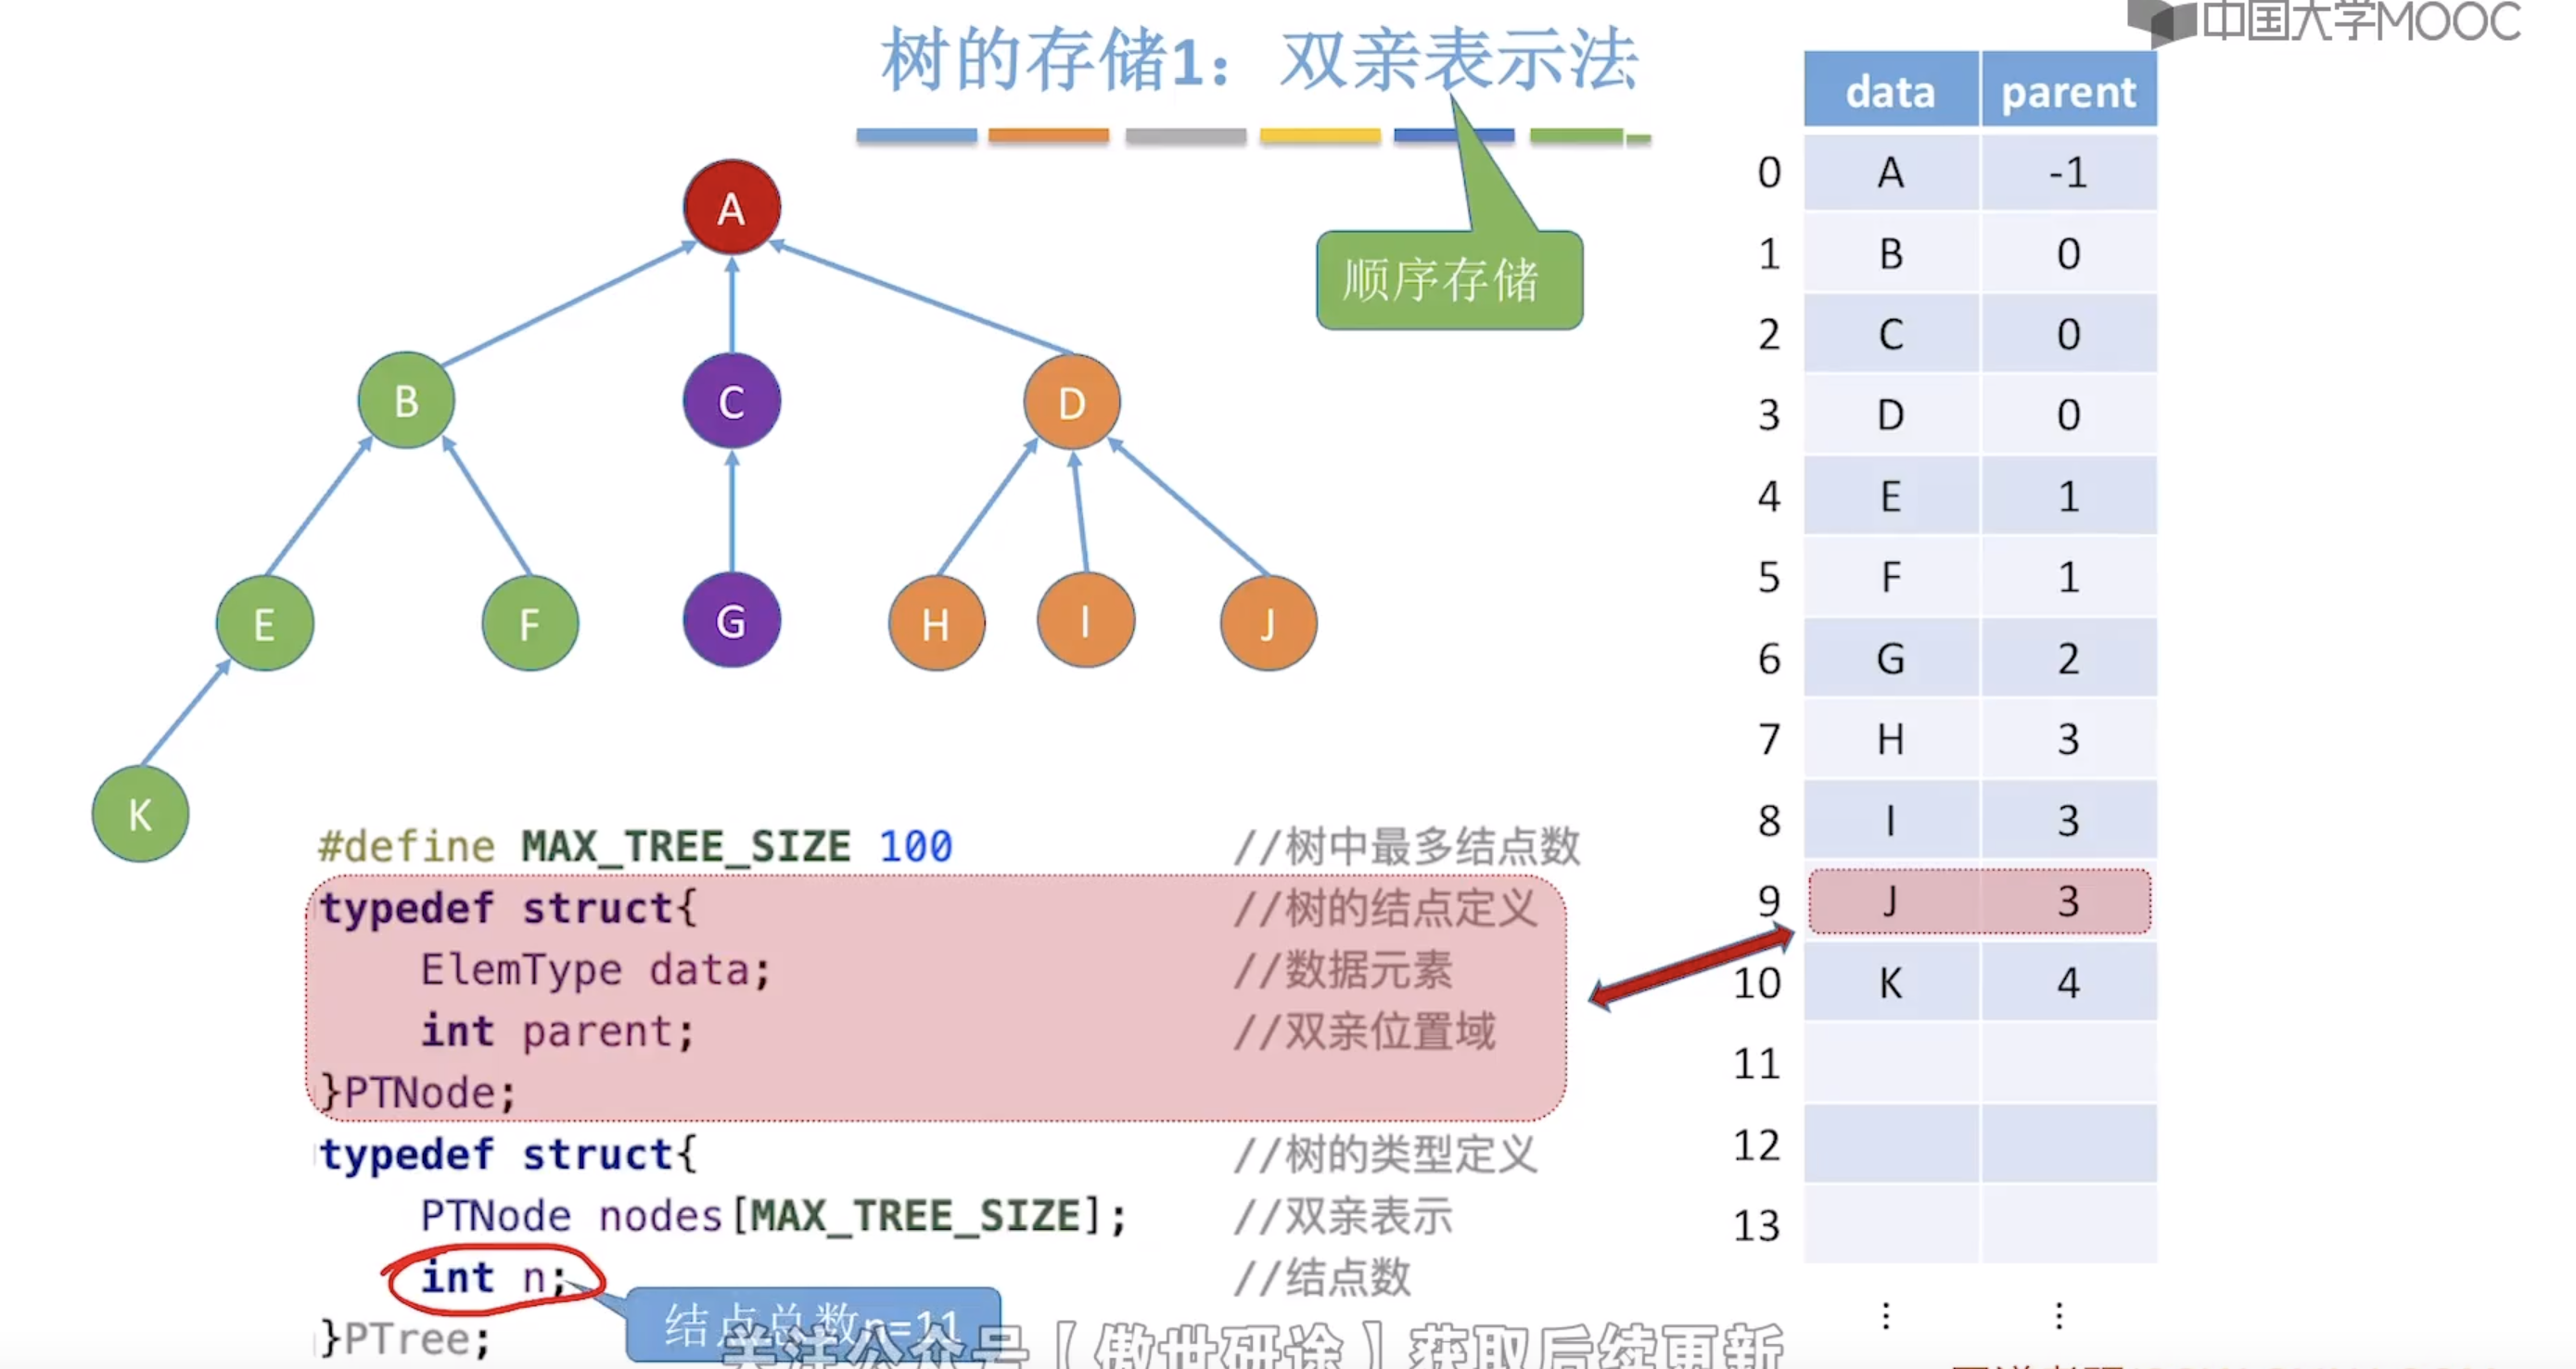 中国大学MOOC
树的存储1：双亲表示法
顺序存储
A
B
C
D
E
F
G
H
I
J
K
#define MAX_TREE_SIZE 100 //树中最多结点数
typedef struct{ //树的结点定义
ElemType data; //数据元素
int parent; //双亲位置域
}PTNode;
typedef struct{ //树的类型定义
PTNode nodes[MAX_TREE_SIZE]; //双亲表示
int n; //结点数
}PTree;
结点总数n=11
关注公众号【傲世研途】获取后续更新
data parent
0 A -1
1 B 0
2 C 0
3 D 0
4 E 1
5 F 1
6 G 2
7 H 3
8 I 3
9 J 3
10 K 4
11
12
13
⋮ ⋮